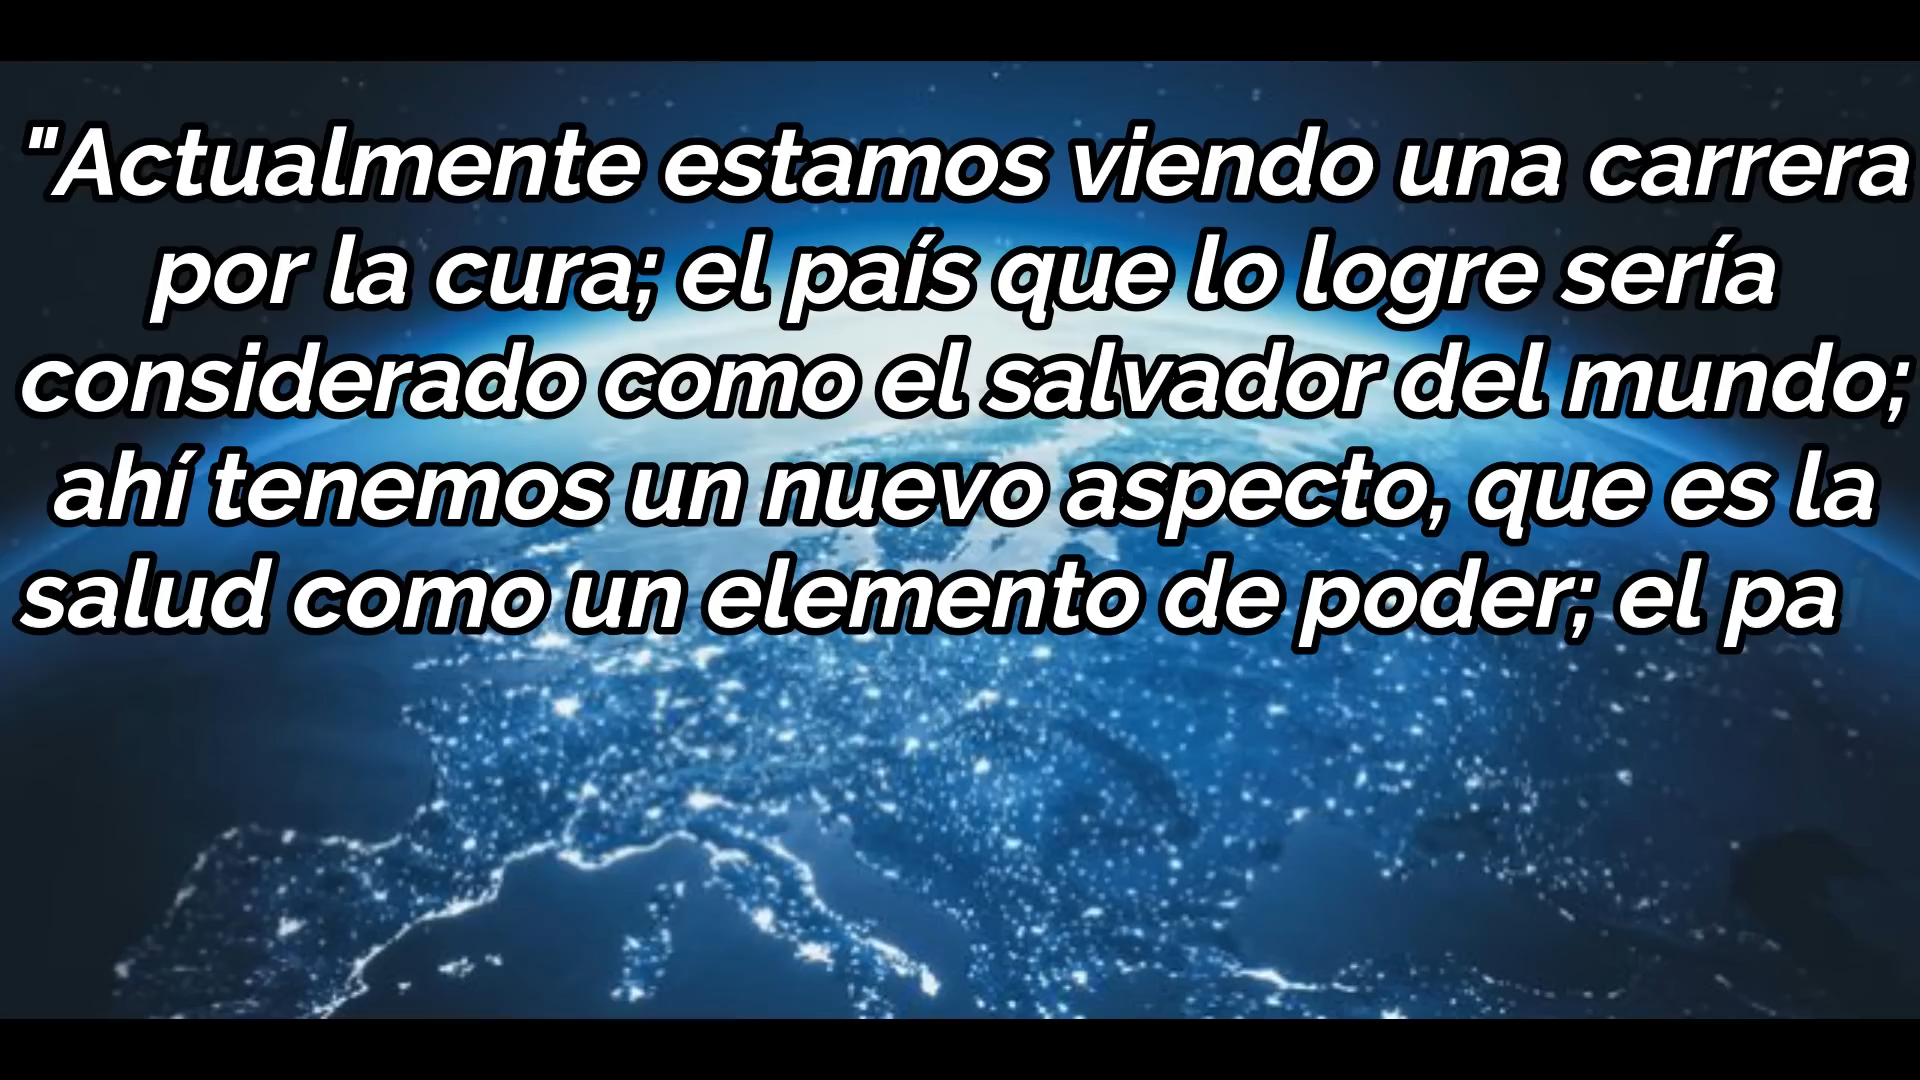 "Actualmente estamos viendo una carrera
por la cura; el país que lo logre sería
considerado como el salvador del mundo;
ahí tenemos un nuevo aspecto, que es la
salud como un elemento de poder; el pa